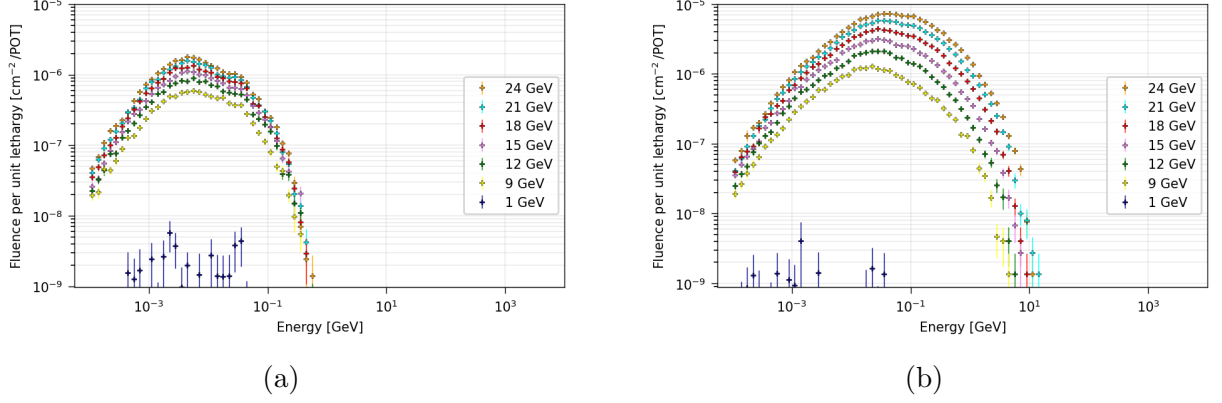 Fluence per unit lethargy [cm⁻² /POT]
10⁻⁵
10⁻⁶
10⁻⁷
10⁻⁸
10⁻⁹
24 GeV
21 GeV
18 GeV
15 GeV
12 GeV
9 GeV
1 GeV
10⁻³
10⁻¹
10¹
10³
Energy [GeV]
(a)
Fluence per unit lethargy [cm⁻² /POT]
10⁻⁵
10⁻⁶
10⁻⁷
10⁻⁸
10⁻⁹
24 GeV
21 GeV
18 GeV
15 GeV
12 GeV
9 GeV
1 GeV
10⁻³
10⁻¹
10¹
10³
Energy [GeV]
(b)